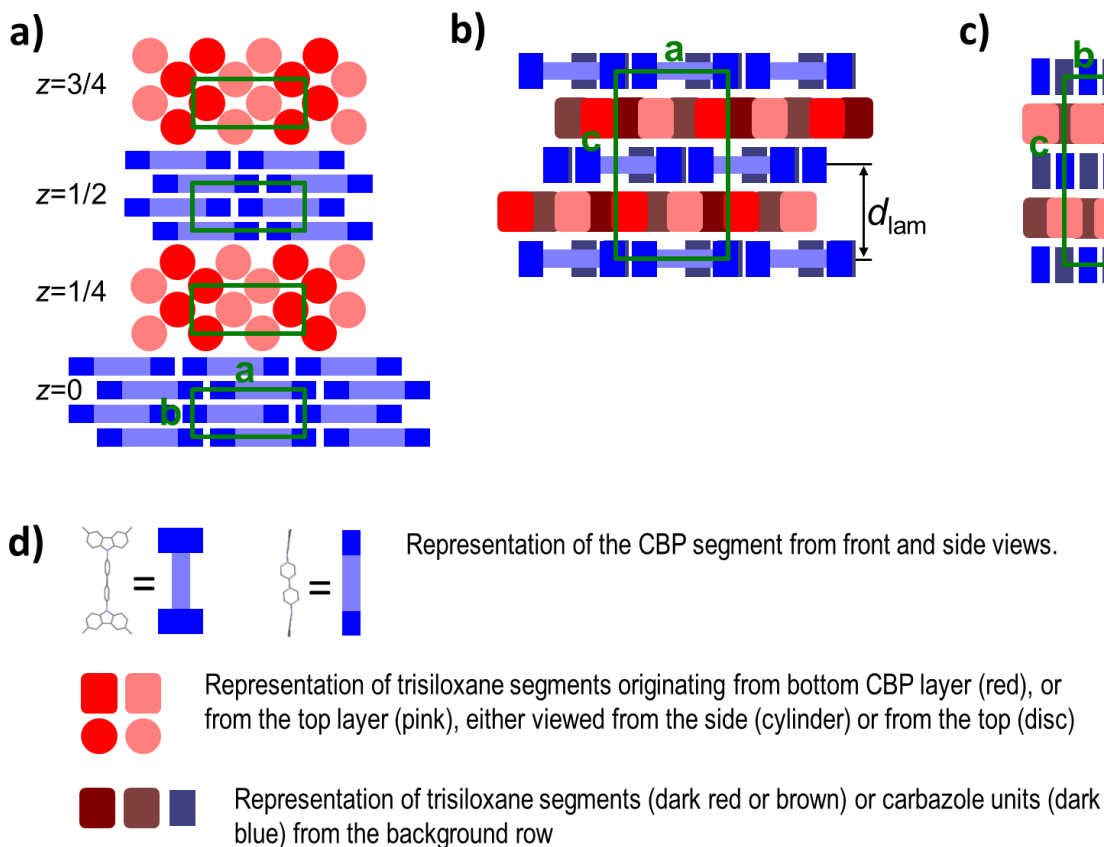 a)
z=3/4
z=1/2
z=1/4
z=0
a
b
b)
a
c
dlam
c)
b
c
d)
=
=
Representation of the CBP segment from front and side views.
Representation of trisiloxane segments originating from bottom CBP layer (red), or
from the top layer (pink), either viewed from the side (cylinder) or from the top (disc)
Representation of trisiloxane segments (dark red or brown) or carbazole units (dark
blue) from the background row